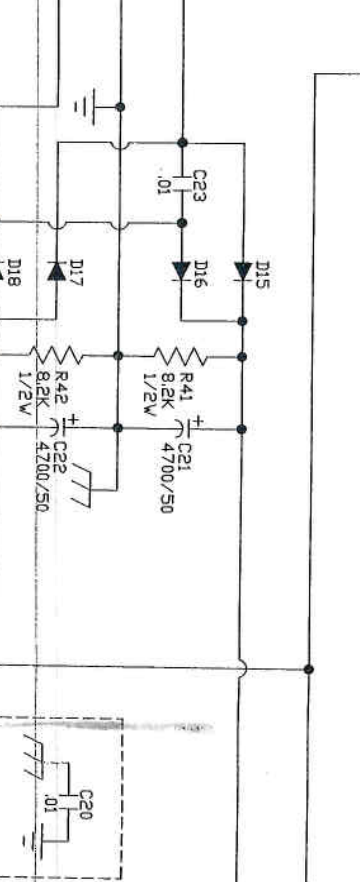 C23
.01
D15
D16
D17
D18
R41
8.2K
1/2W
C21
4700/50
R42
8.2K
1/2W
C22
4700/50
C20
.01